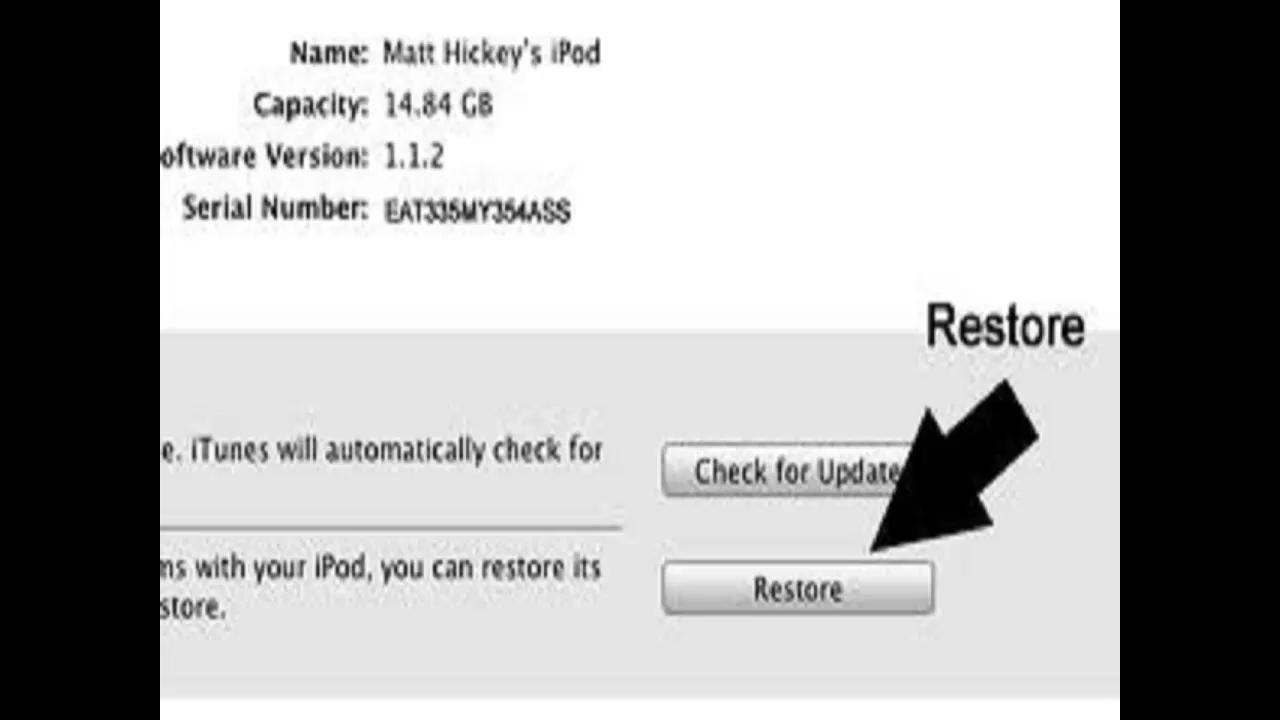 Name: Matt Hickey's iPod
Capacity: 14.84 GB
oftware Version: 1.1.2
Serial Number: EAT335MY354ASS
Restore
e. iTunes will automatically check for
Check for Update
ms with your iPod, you can restore its
store.
Restore